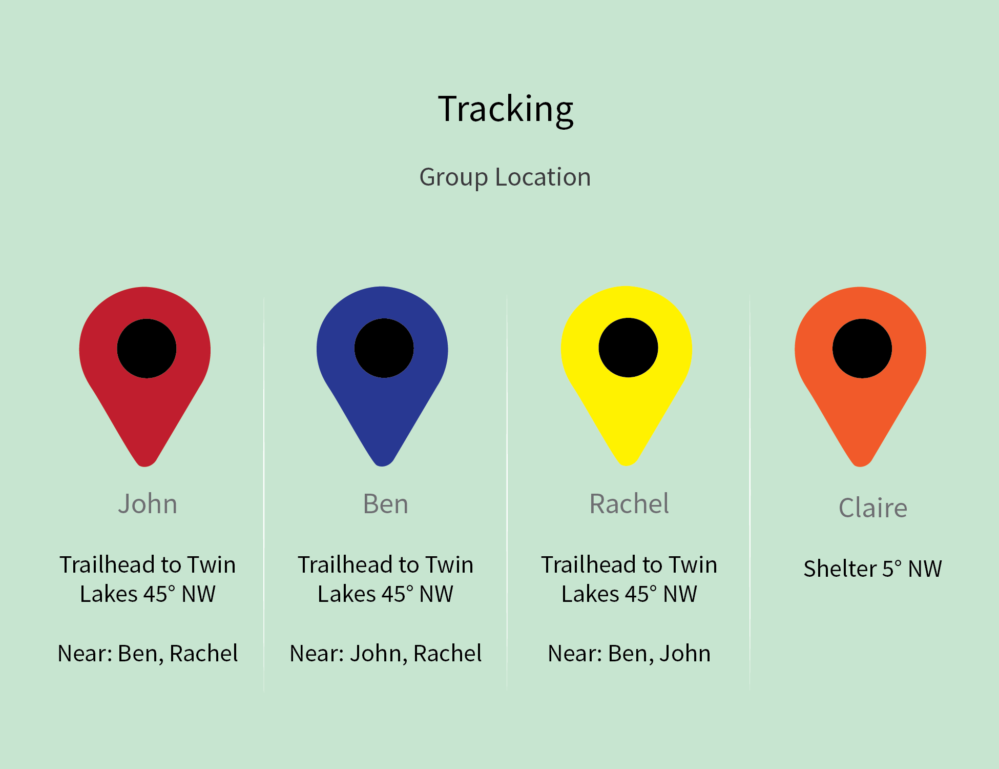 Tracking
Group Location
John
Trailhead to Twin
Lakes 45° NW
Near: Ben, Rachel
Ben
Trailhead to Twin
Lakes 45° NW
Near: John, Rachel
Rachel
Trailhead to Twin
Lakes 45° NW
Near: Ben, John
Claire
Shelter 5° NW